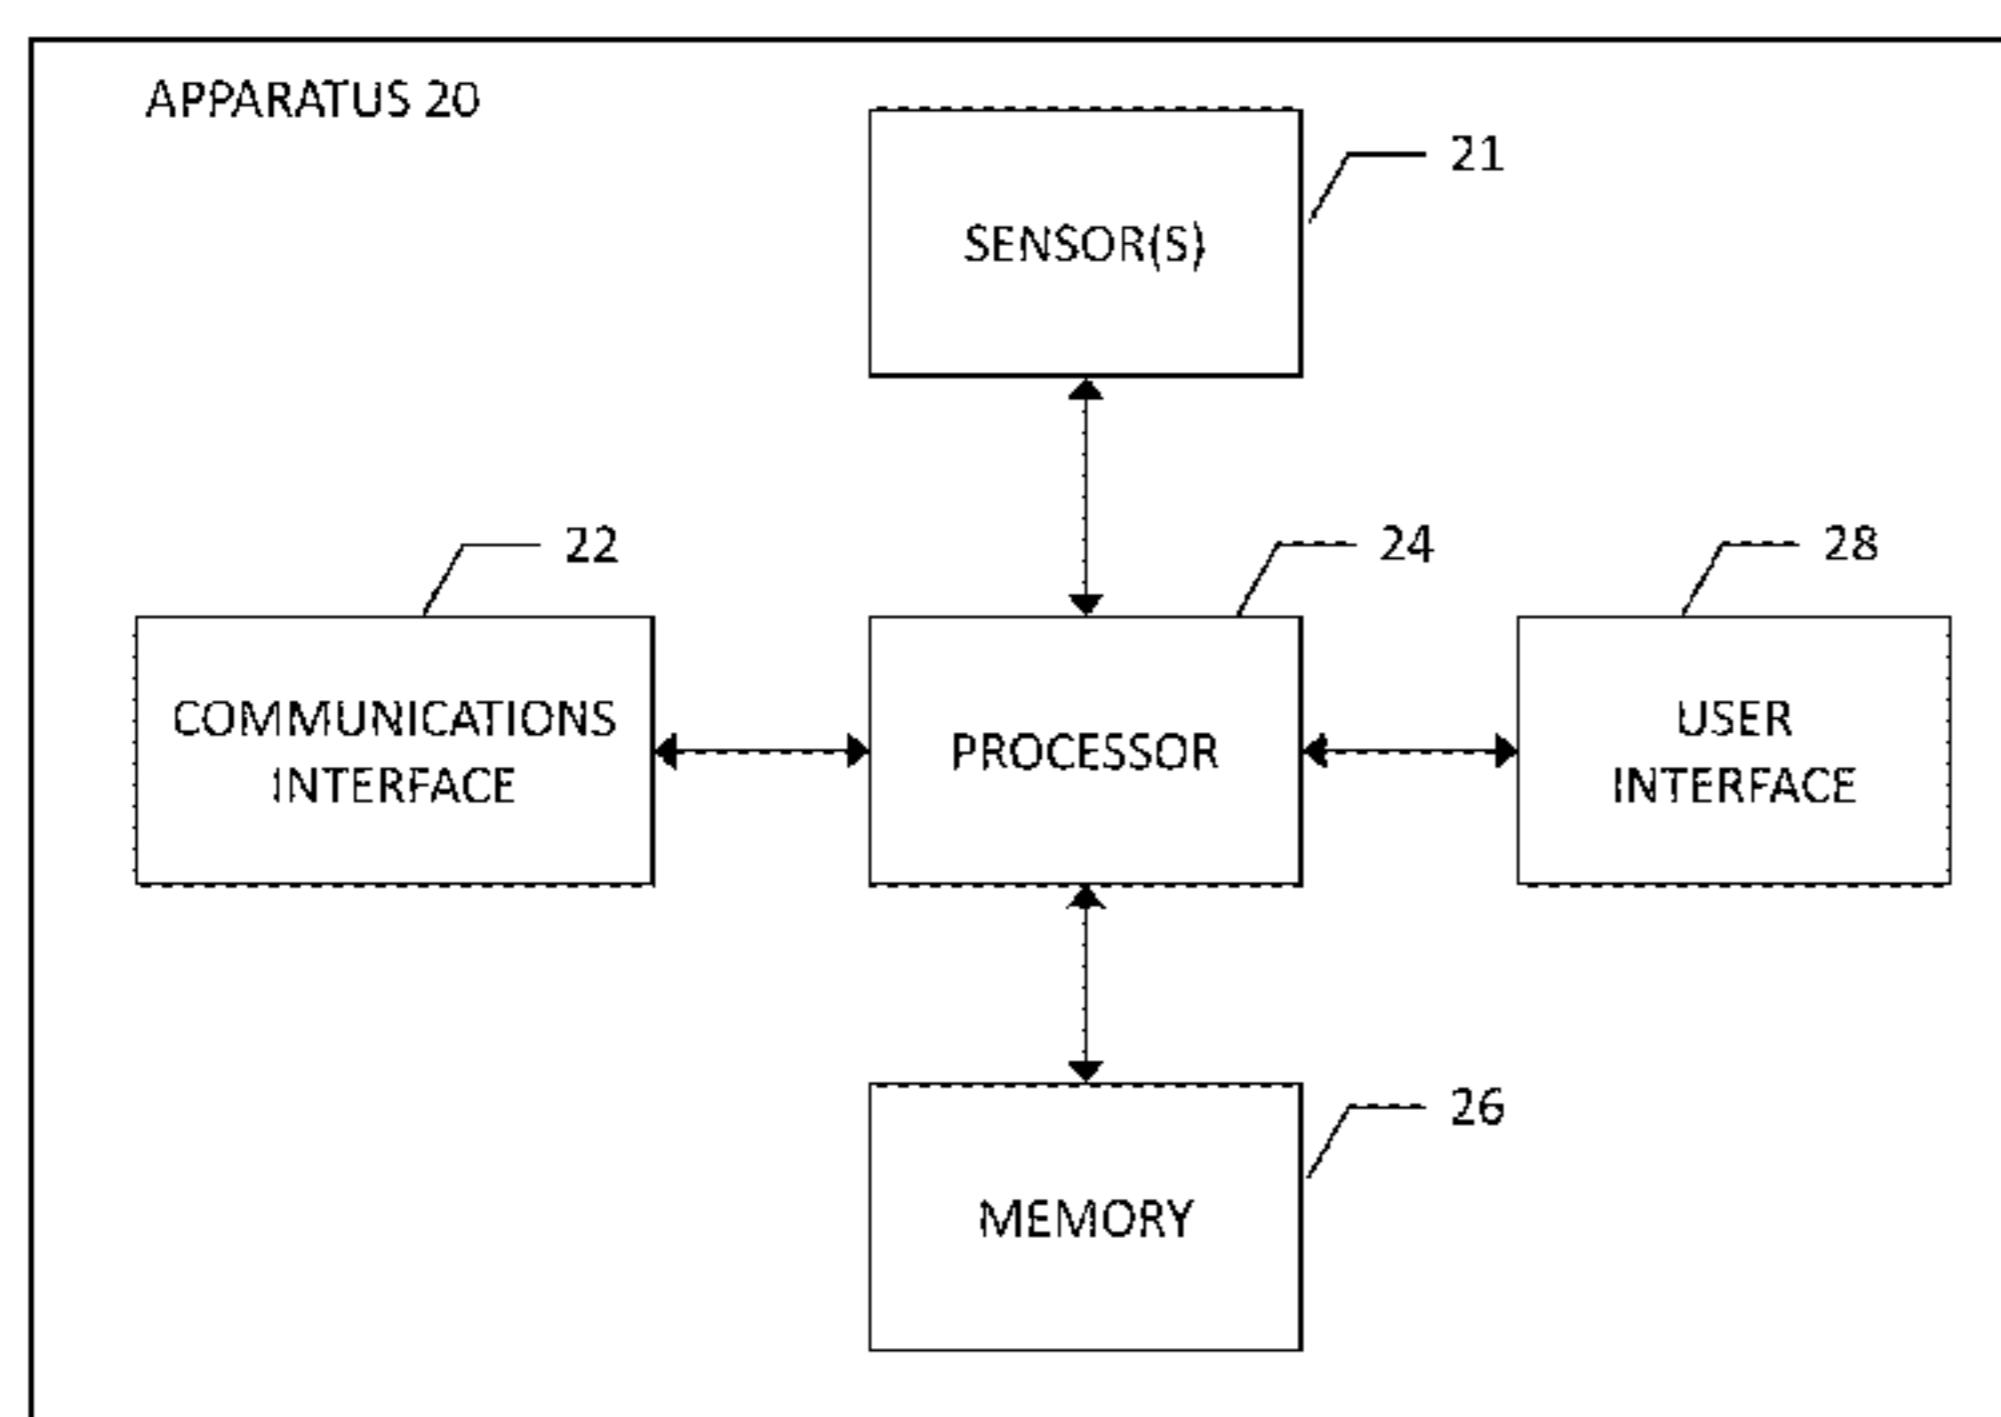 APPARATUS 20
21
SENSOR(S)
22
24
28
COMMUNICATIONS
INTERFACE
PROCESSOR
USER
INTERFACE
26
MEMORY